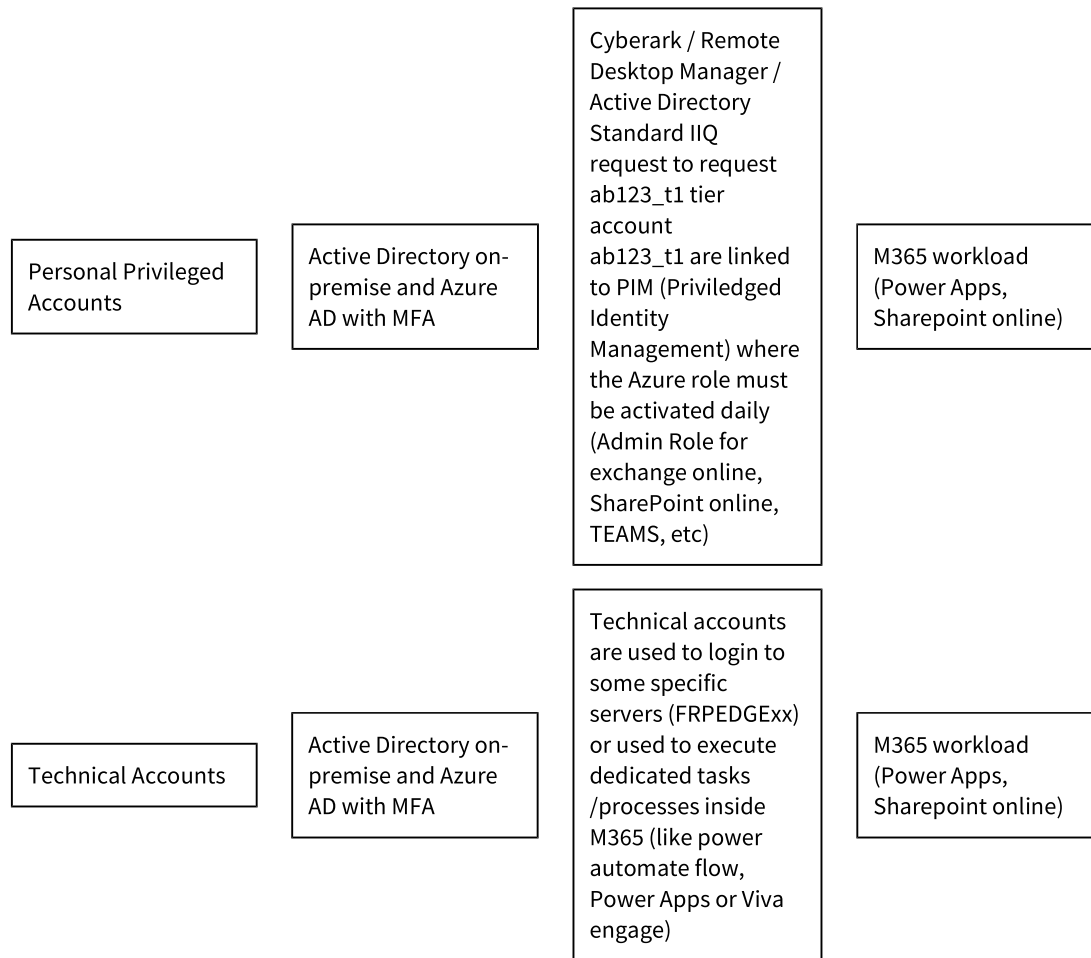 Personal Privileged
Accounts
Active Directory on-
premise and Azure
AD with MFA
Cyberark / Remote
Desktop Manager /
Active Directory
Standard IIQ
request to request
ab123_t1 tier
account
ab123_t1 are linked
to PIM (Priviledged
Identity
Management) where
the Azure role must
be activated daily
(Admin Role for
exchange online,
SharePoint online,
TEAMS, etc)
M365 workload
(Power Apps,
Sharepoint online)
Technical Accounts
Active Directory on-
premise and Azure
AD with MFA
Technical accounts
are used to login to
some specific
servers (FRPEDGExx)
or used to execute
dedicated tasks
/processes inside
M365 (like power
automate flow,
Power Apps or Viva
engage)
M365 workload
(Power Apps,
Sharepoint online)